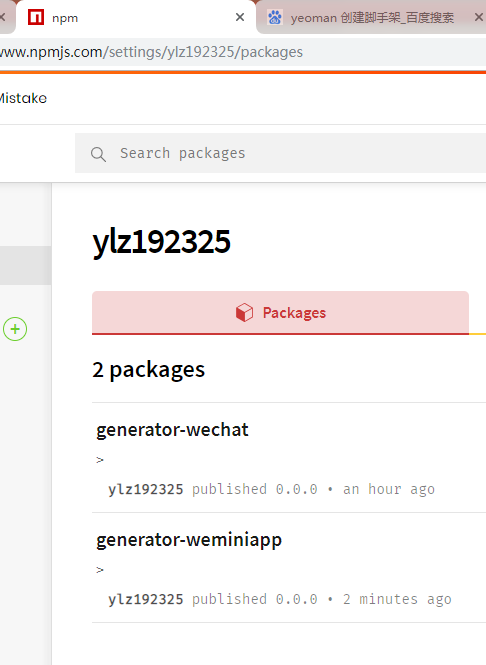 npm
yeoman 创建脚手架_百度搜索
www.npmjs.com/settings/ylz192325/packages
Mistake
Search packages
ylz192325
Packages
2 packages
generator-wechat
>
ylz192325 published 0.0.0 • an hour ago
generator-weminiapp
>
ylz192325 published 0.0.0 • 2 minutes ago